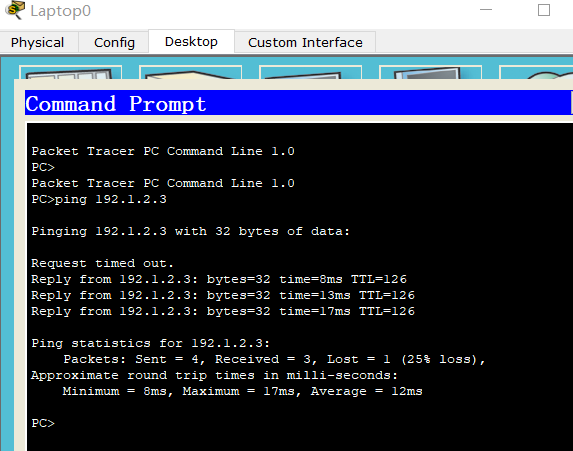 Laptop0
Physical Config Desktop Custom Interface
Command Prompt
Packet Tracer PC Command Line 1.0
PC>
Packet Tracer PC Command Line 1.0
PC>ping 192.1.2.3
Pinging 192.1.2.3 with 32 bytes of data:
Request timed out.
Reply from 192.1.2.3: bytes=32 time=8ms TTL=126
Reply from 192.1.2.3: bytes=32 time=13ms TTL=126
Reply from 192.1.2.3: bytes=32 time=17ms TTL=126
Ping statistics for 192.1.2.3:
Packets: Sent = 4, Received = 3, Lost = 1 (25% loss),
Approximate round trip times in milli-seconds:
Minimum = 8ms, Maximum = 17ms, Average = 12ms
PC>